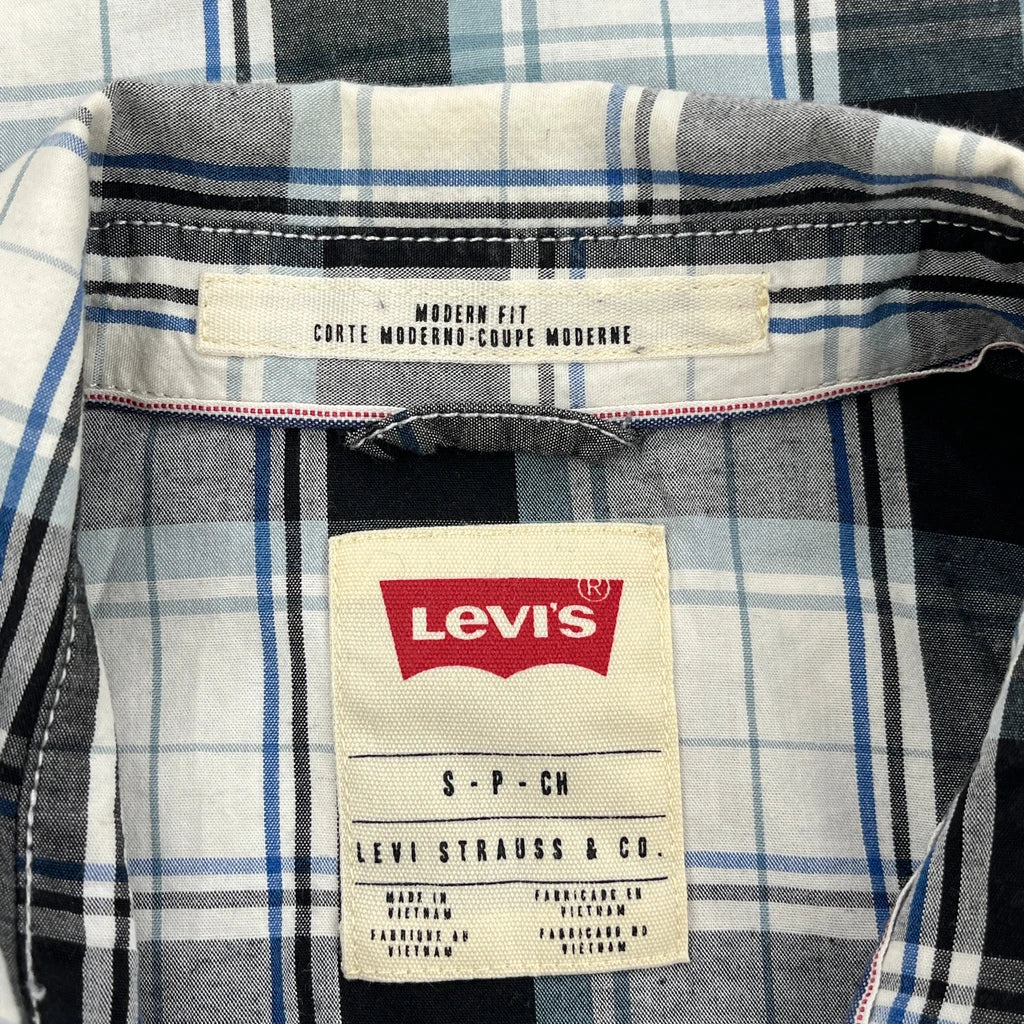 MODERN FIT
CORTE MODERNO-COUPE MODERNE
LEVI'S ®
S - P - CH
LEVI STRAUSS & CO.
MADE IN
VIETNAM
FABRICADO EN
VIETNAM
FABRIQUE AU
VIETNAM
FABRICADO NO
VIETNAM